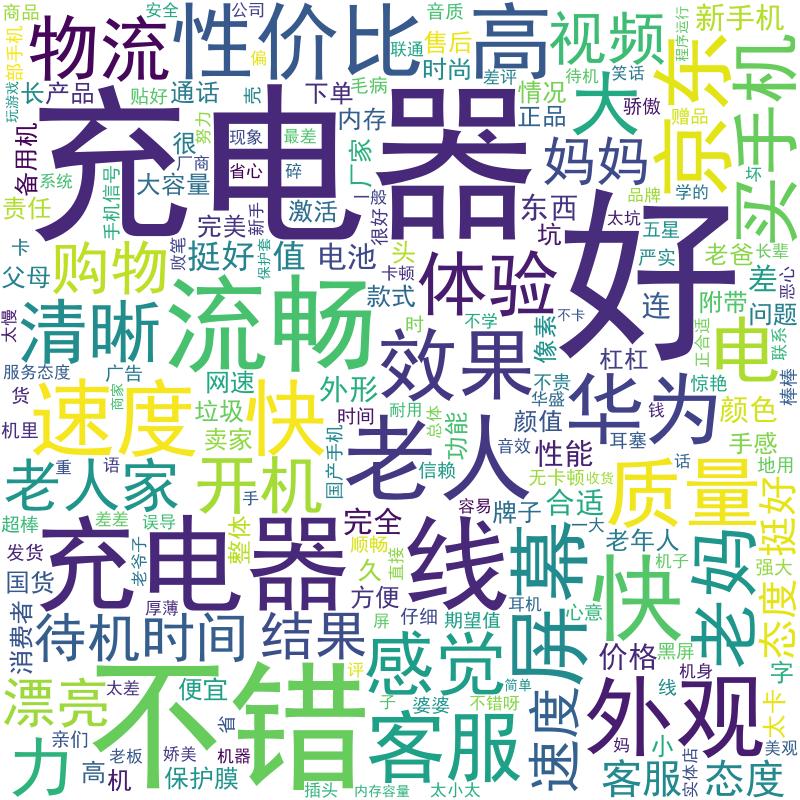 商品
部手机
玩游戏
物流
性价比
高
公司
偏
安全
联通
音质
售后
时尚
视频
差评
待机
笑话
程序运行
新手机
买手机
京东
大
骄傲
赠品
长
产品
贴好
通话
壳
毛病
下单
内存
情况
正品
充电器
好
很
努力
现象
最差
厂商
省心
碎
备用机
系统
手机信号
大容量
完美
新手
激活
厂家
一般
很好
妈妈
东西
坑
太坑
品牌
学的
五星
严实
老爸
长辈
责任
卡
父母
购物
败笔
挺好
保护套
值
电池
头
卡顿
款式
体验
连
差
附带
问题
恶心
太慢
清晰
流畅
时
不学
像素
不卡
杠杠
正合适
电
联系
服务态度
广告
网速
外形
效果
不贵
华盛
华为
惊艳
棒棒
货
商家
速度
快
垃圾
卖家
时间
耐用
总体
功能
颜值
耳塞
钱
颜色
手感
机里
重
语
老人
国产手机
信赖
音效
性能
无卡顿
收货
话
地用
老人家
开机
手
容易
牌子
合适
质量
挺好
超棒
差差
误导
整体
完全
一大
老年人
发货
老爷子
充电器
线
顺畅
久
直接
屏幕
快
机子
强大
老妈
态度
国货
厚薄
方便
仔细
耳机
心意
消费者
待机时间
结果
屏
期望值
价格
黑屏
机身
字
漂亮
太差
便宜
不错
评
感觉
子
婆婆
不错呀
简单
速度
外观
线
太卡
力
亲们
省
老板
娇美
机器
客服
妈
小
实体店
美观
高
机
保护膜
插头
内存容量
太小太
客服
态度